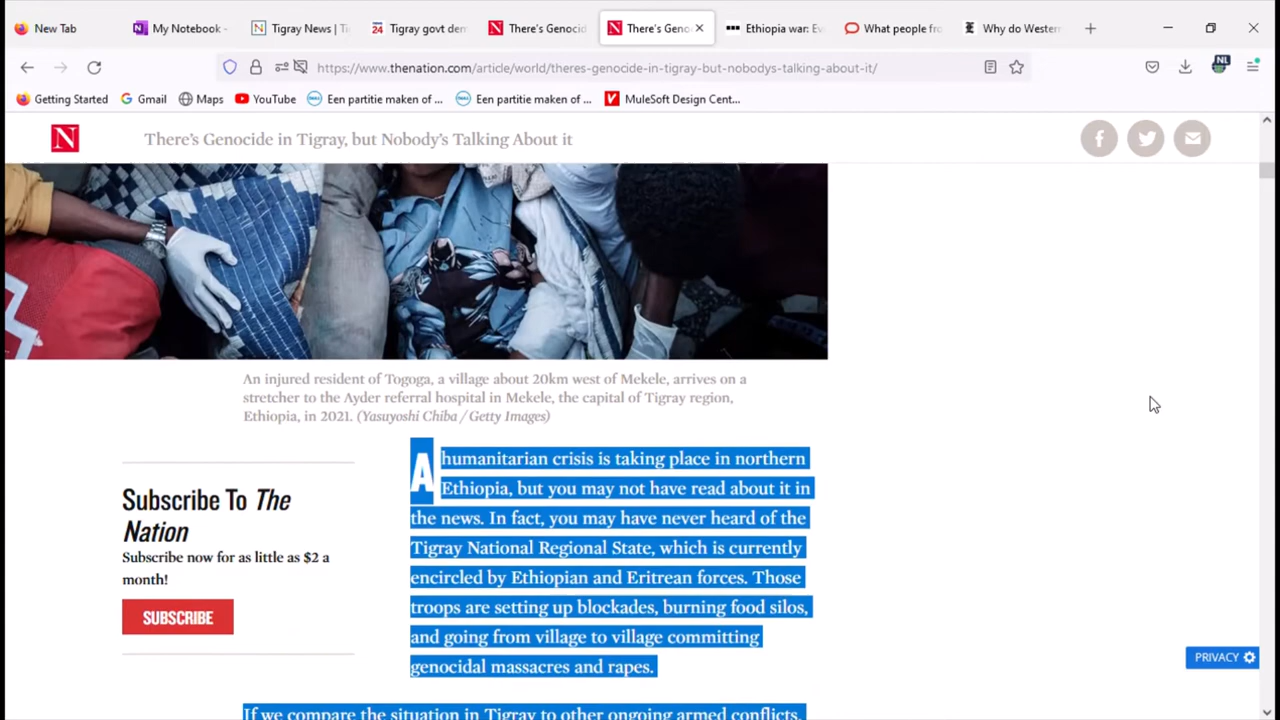 New Tab
My Notebook -
Tigray News | Ti
24 Tigray govt dem
N There's Genocid
N There's Geno
Ethiopia war: Ev
What people fro
Why do Western
https://www.thenation.com/article/world/theres-genocide-in-tigray-but-nobodys-talking-about-it/
NL
Getting Started
Gmail
Maps
YouTube
Een partitie maken of ...
Een partitie maken of ...
MuleSoft Design Cent...
N
There's Genocide in Tigray, but Nobody's Talking About it
An injured resident of Togoga, a village about 20km west of Mekele, arrives on a
stretcher to the Ayder referral hospital in Mekele, the capital of Tigray region,
Ethiopia, in 2021. (Yasuyoshi Chiba / Getty Images)
Subscribe To The
Nation
Subscribe now for as little as $2 a
month!
SUBSCRIBE
A humanitarian crisis is taking place in northern
Ethiopia, but you may not have read about it in
the news. In fact, you may have never heard of the
Tigray National Regional State, which is currently
encircled by Ethiopian and Eritrean forces. Those
troops are setting up blockades, burning food silos,
and going from village to village committing
genocidal massacres and rapes.
PRIVACY
If we compare the situation in Tigray to other ongoing armed conflicts,